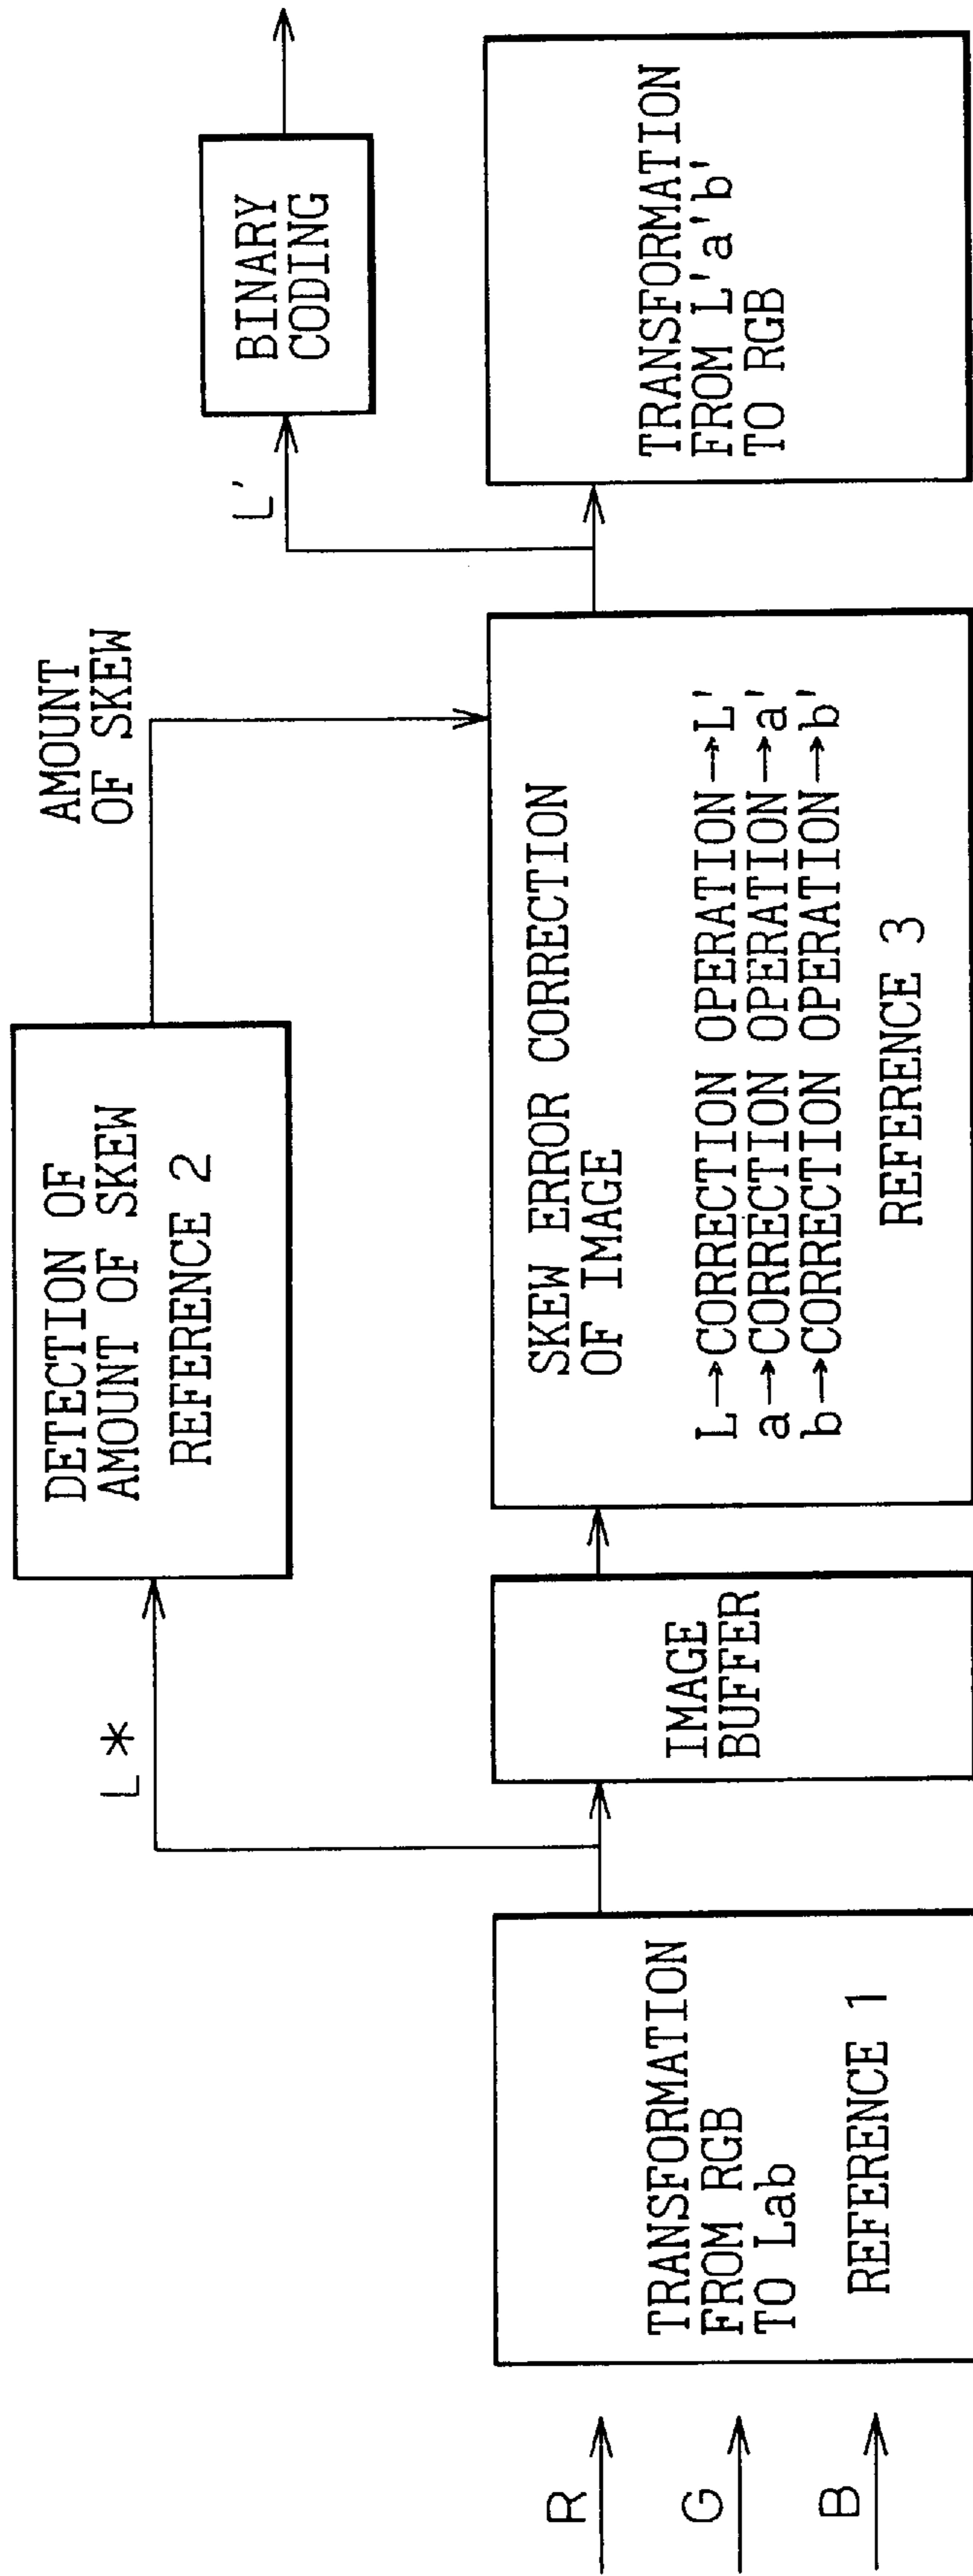 R
G
B
TRANSFORMATION
FROM RGB
TO Lab
REFERENCE 1
L*
DETECTION OF
AMOUNT OF SKEW
REFERENCE 2
IMAGE
BUFFER
AMOUNT
OF SKEW
SKEW ERROR CORRECTION
OF IMAGE
L→CORRECTION OPERATION→L'
a→CORRECTION OPERATION→a'
b→CORRECTION OPERATION→b'
REFERENCE 3
L'
BINARY
CODING
TRANSFORMATION
FROM L'a'b'
TO RGB